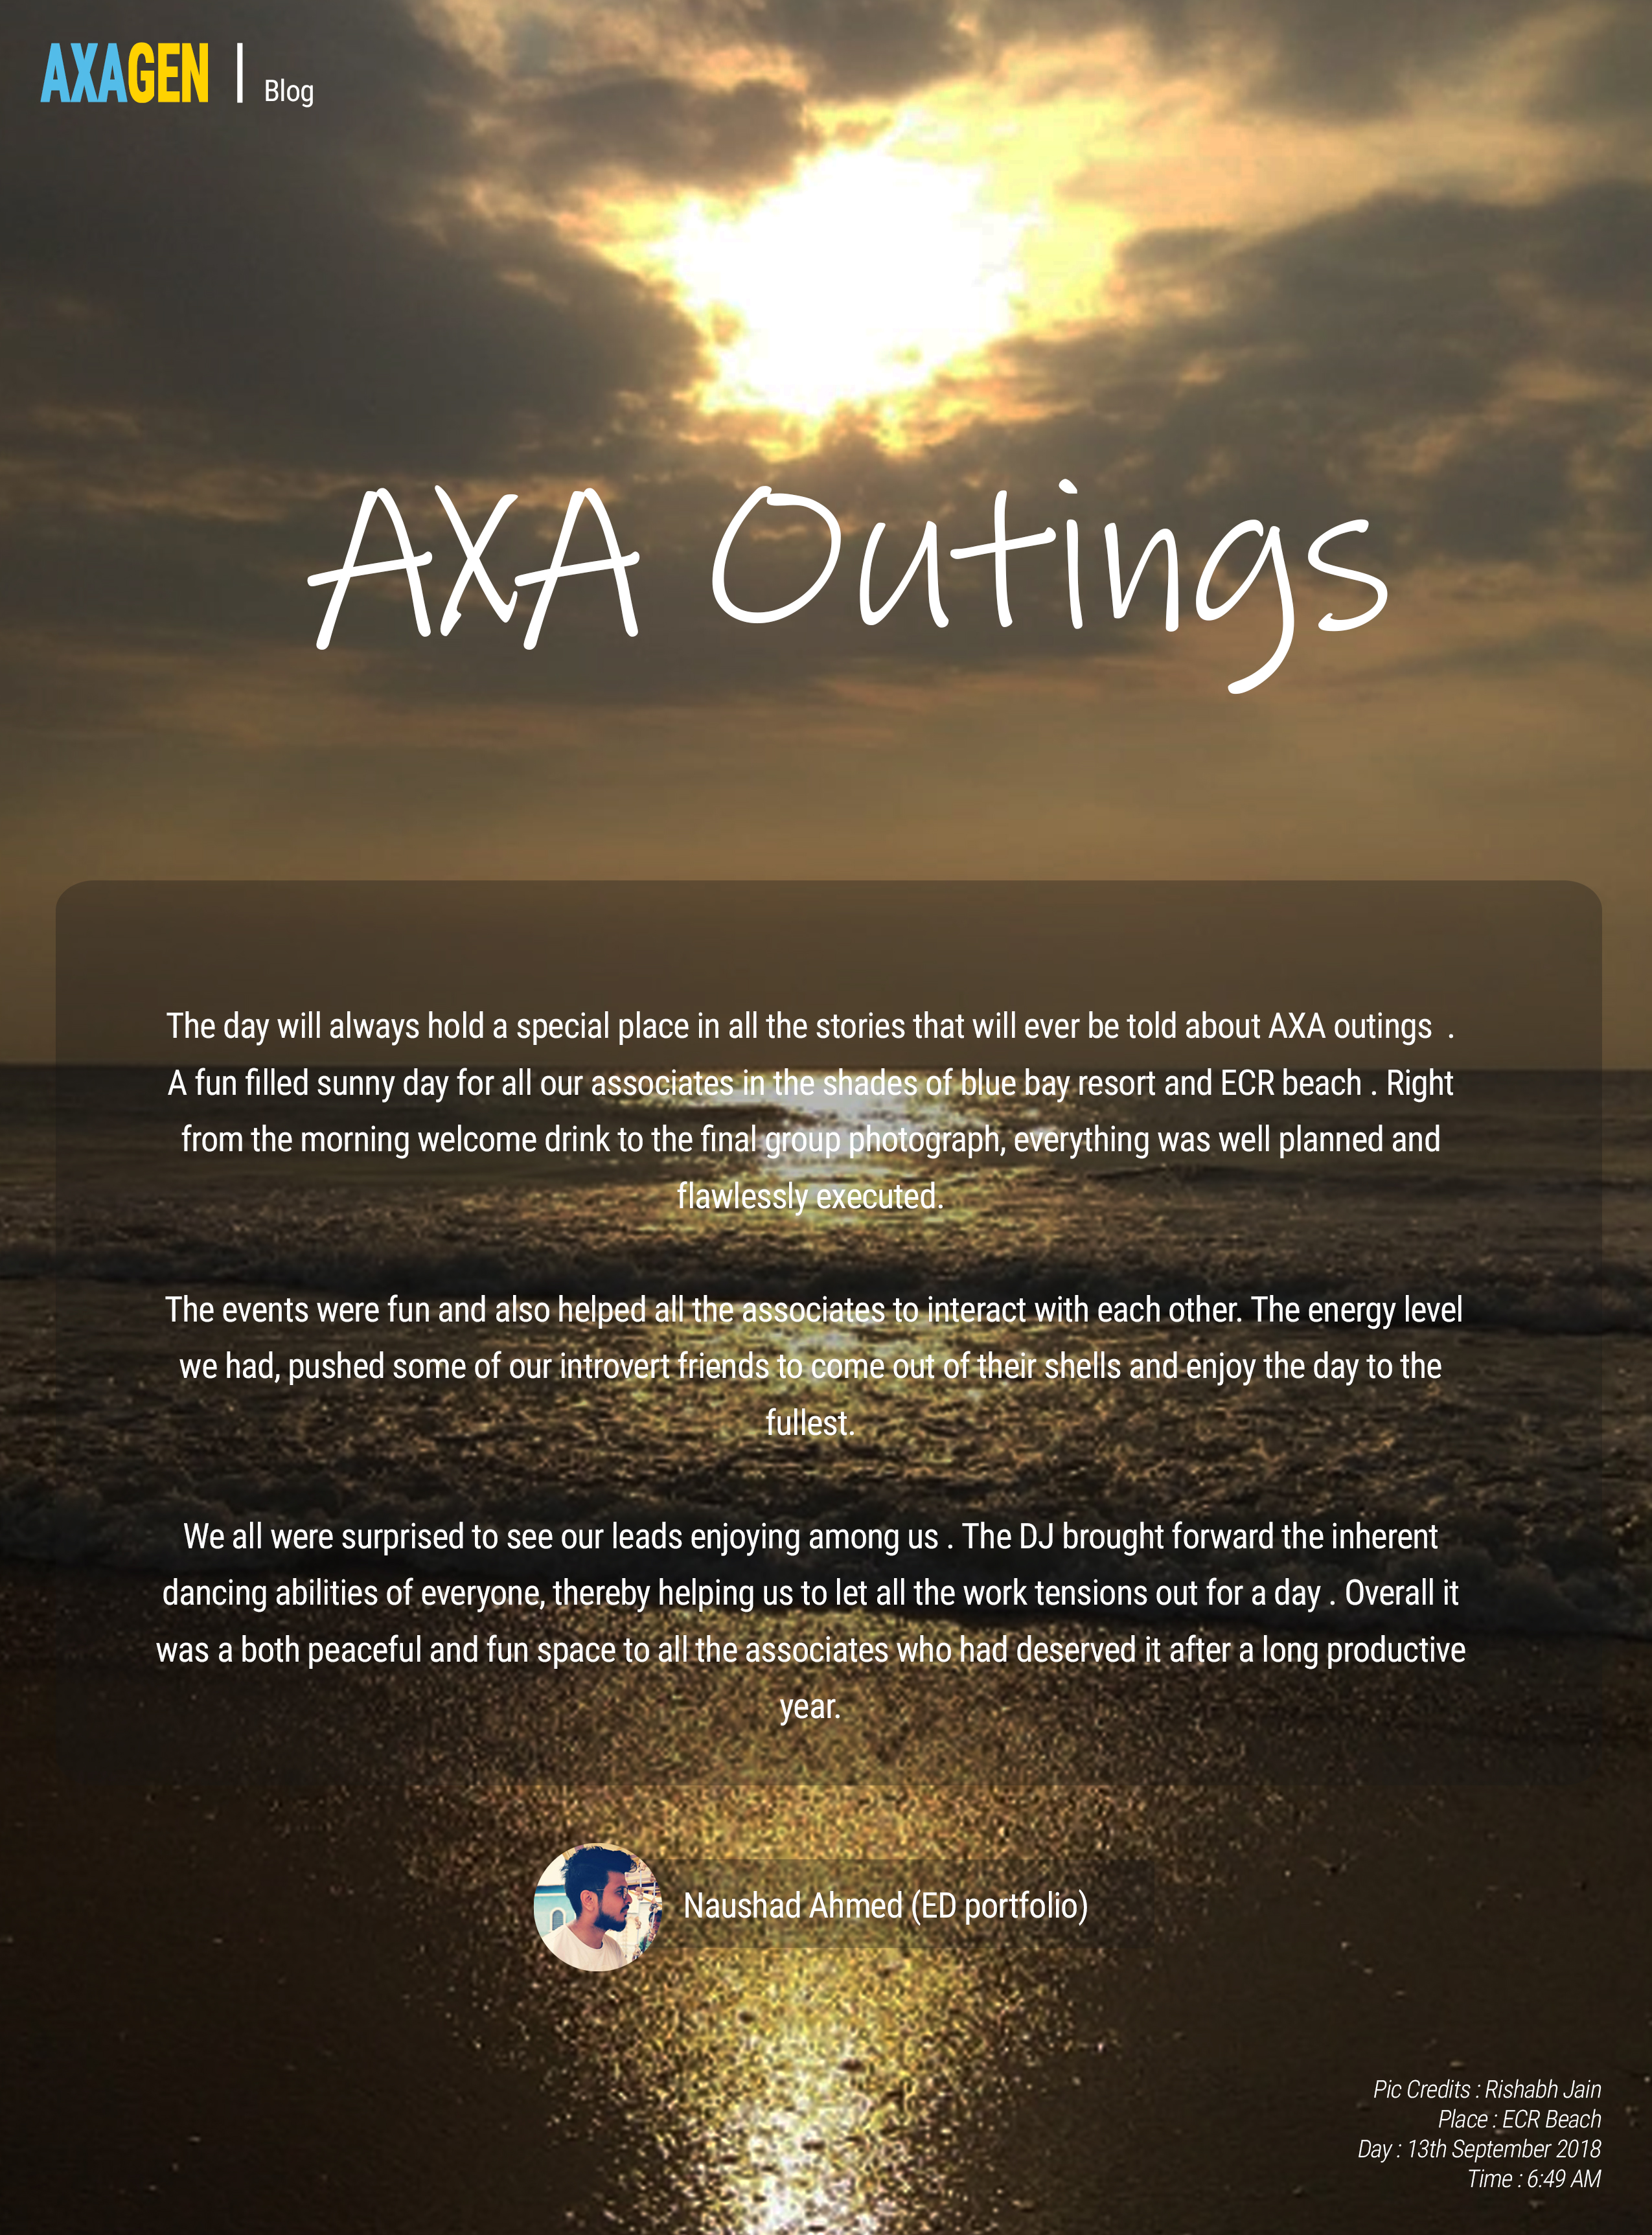 AXAGEN | Blog
AXA Outings
The day will always hold a special place in all the stories that will ever be told about AXA outings .
A fun filled sunny day for all our associates in the shades of blue bay resort and ECR beach . Right
from the morning welcome drink to the final group photograph, everything was well planned and
flawlessly executed.
The events were fun and also helped all the associates to interact with each other. The energy level
we had, pushed some of our introvert friends to come out of their shells and enjoy the day to the
fullest.
We all were surprised to see our leads enjoying among us . The DJ brought forward the inherent
dancing abilities of everyone, thereby helping us to let all the work tensions out for a day . Overall it
was a both peaceful and fun space to all the associates who had deserved it after a long productive
year.
Naushad Ahmed (ED portfolio)
Pic Credits : Rishabh Jain
Place : ECR Beach
Day : 13th September 2018
Time : 6:49 AM